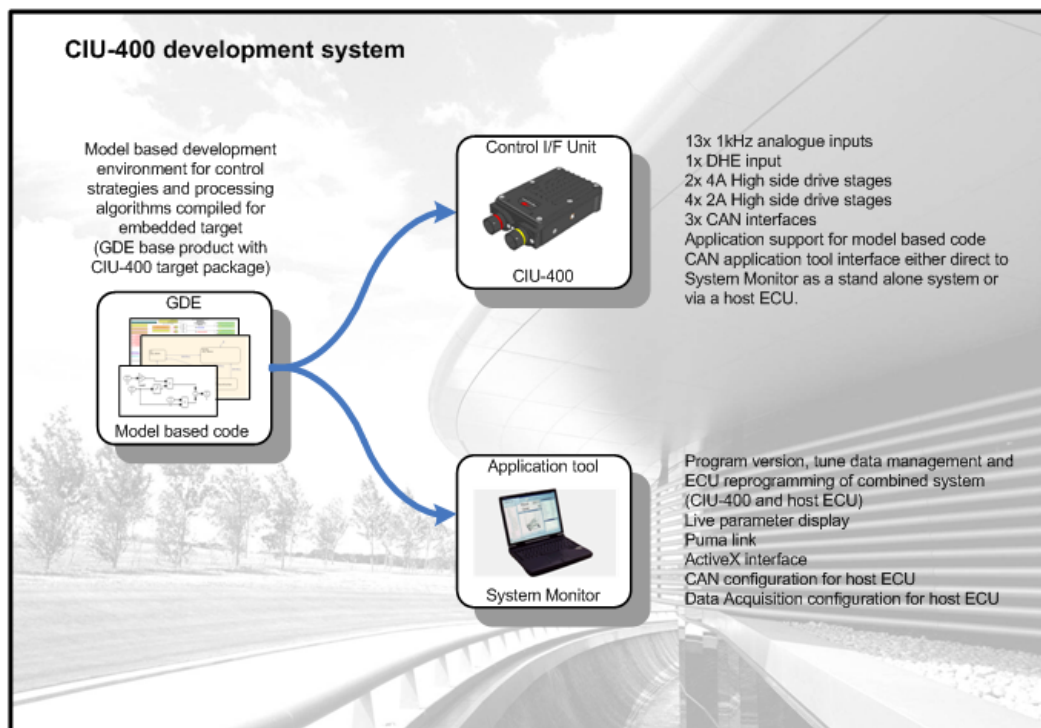 CIU-400 development system
Model based development
environment for control
strategies and processing
algorithms compiled for
embedded target
(GDE base product with
CIU-400 target package)
GDE
Model based code
Control I/F Unit
CIU-400
13x 1kHz analogue inputs
1x DHE input
2x 4A High side drive stages
4x 2A High side drive stages
3x CAN interfaces
Application support for model based code
CAN application tool interface either direct to
System Monitor as a stand alone system or
via a host ECU.
Application tool
System Monitor
Program version, tune data management and
ECU reprogramming of combined system
(CIU-400 and host ECU)
Live parameter display
Puma link
ActiveX interface
CAN configuration for host ECU
Data Acquisition configuration for host ECU